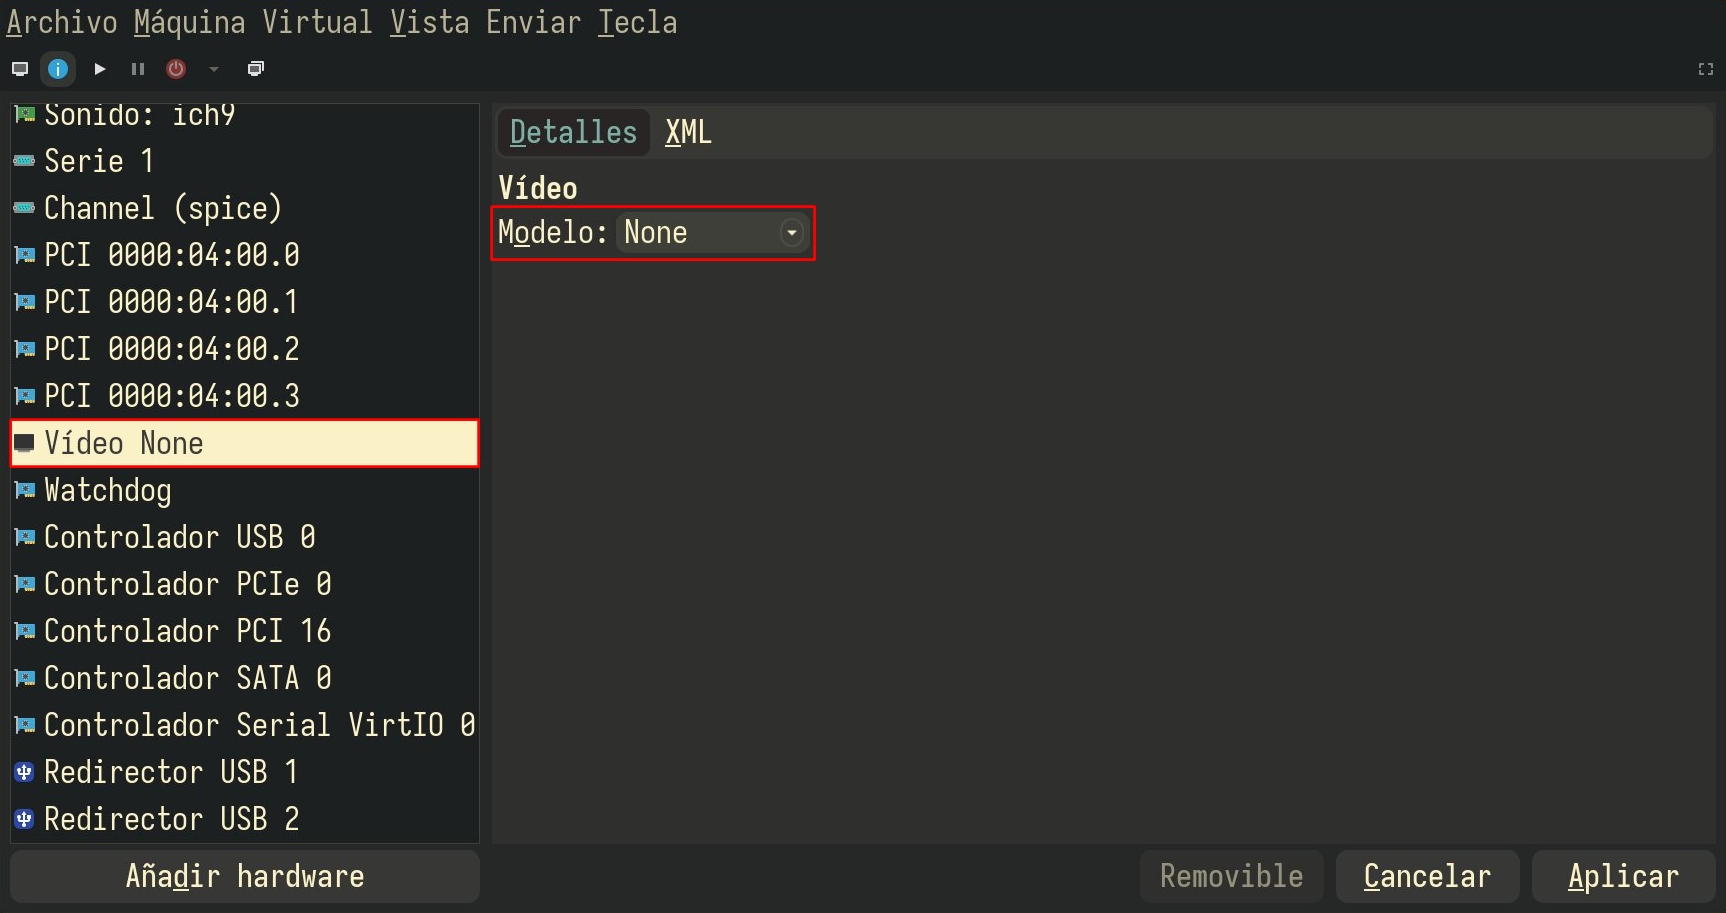 Archivo Máquina Virtual Vista Enviar Tecla
Sonido: ich9
Serie 1
Channel (spice)
PCI 0000:04:00.0
PCI 0000:04:00.1
PCI 0000:04:00.2
PCI 0000:04:00.3
Vídeo None
Watchdog
Controlador USB 0
Controlador PCIe 0
Controlador PCI 16
Controlador SATA 0
Controlador Serial VirtIO 0
Redirector USB 1
Redirector USB 2
Añadir hardware
Detalles XML
Vídeo
Modelo: None
Removible Cancelar Aplicar